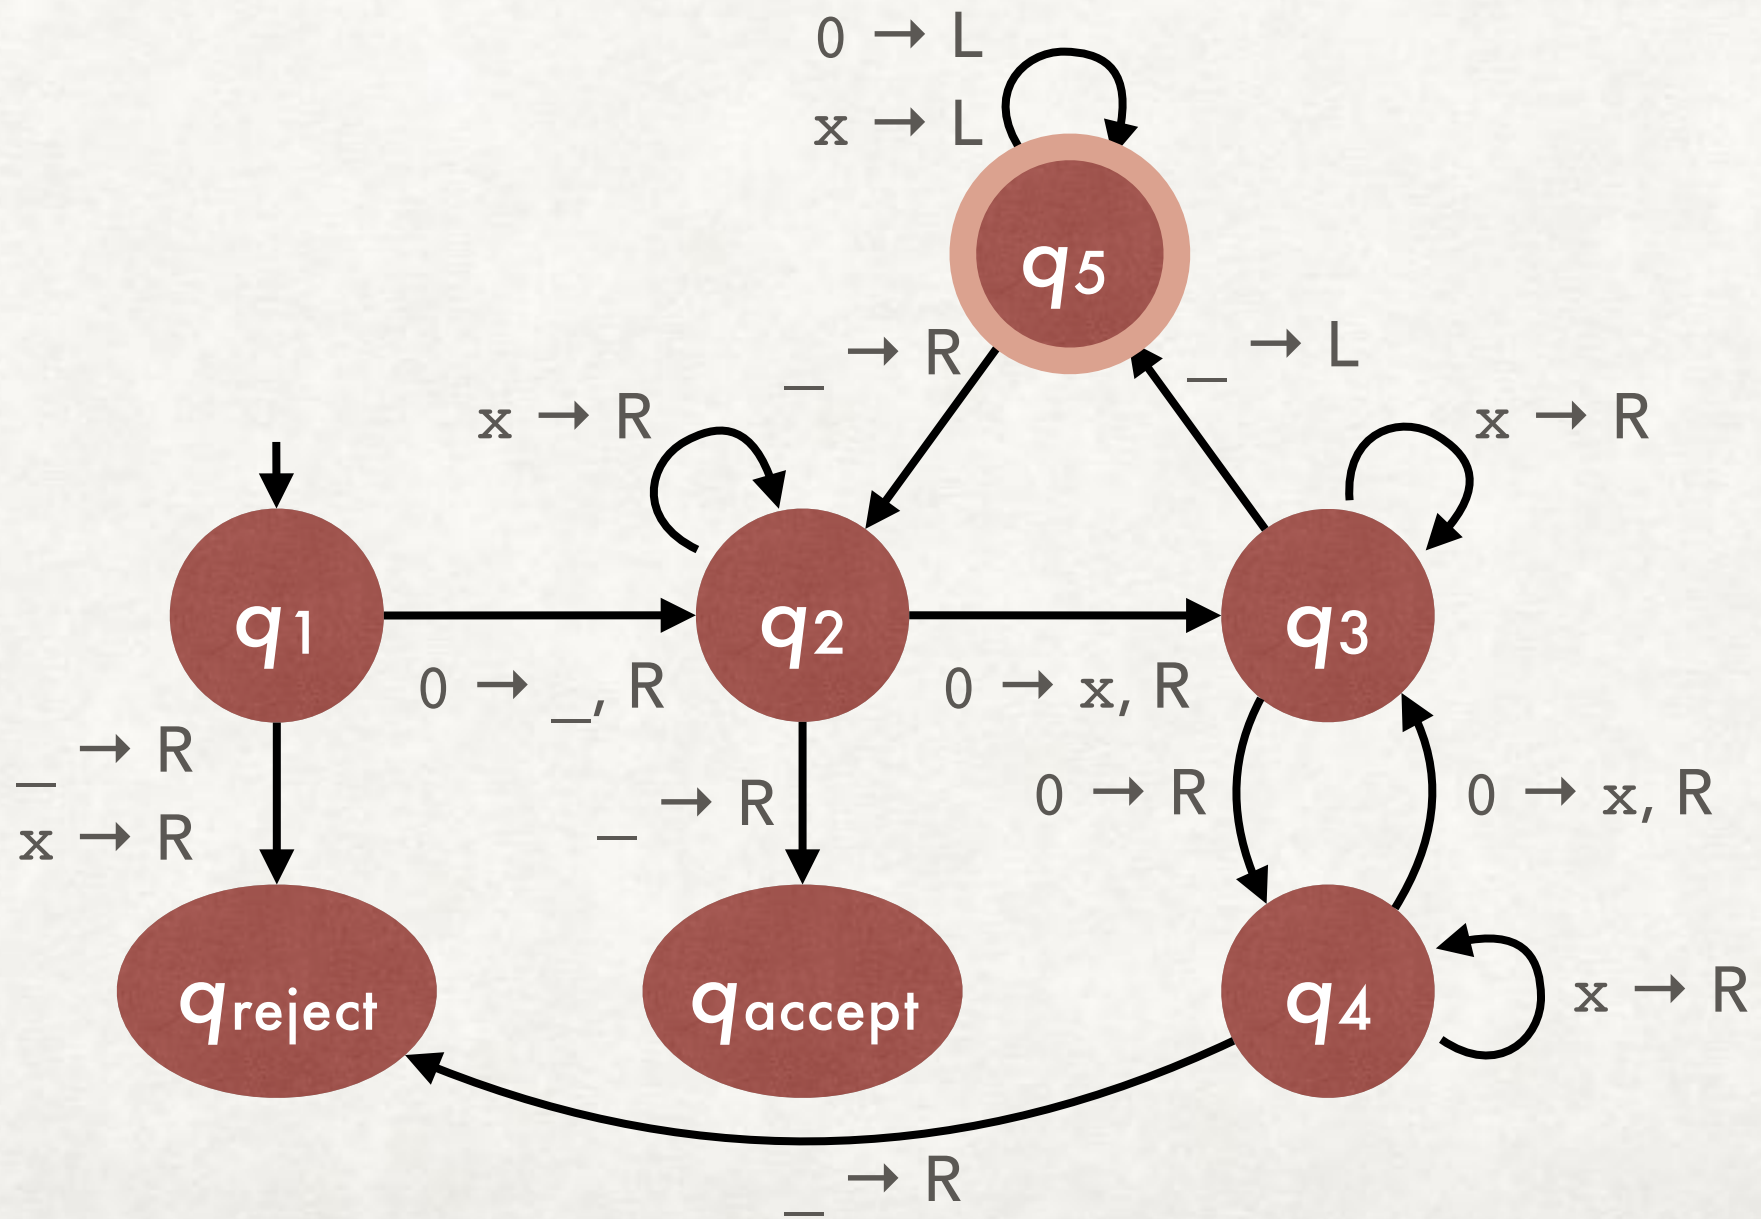 0 → L
x → L
q5
_ → R
_ → L
x → R
x → R
q1
q2
q3
0 → _, R
0 → x, R
_ → R
x → R
_ → R
0 → R
0 → x, R
qreject
qaccept
q4
x → R
_ → R